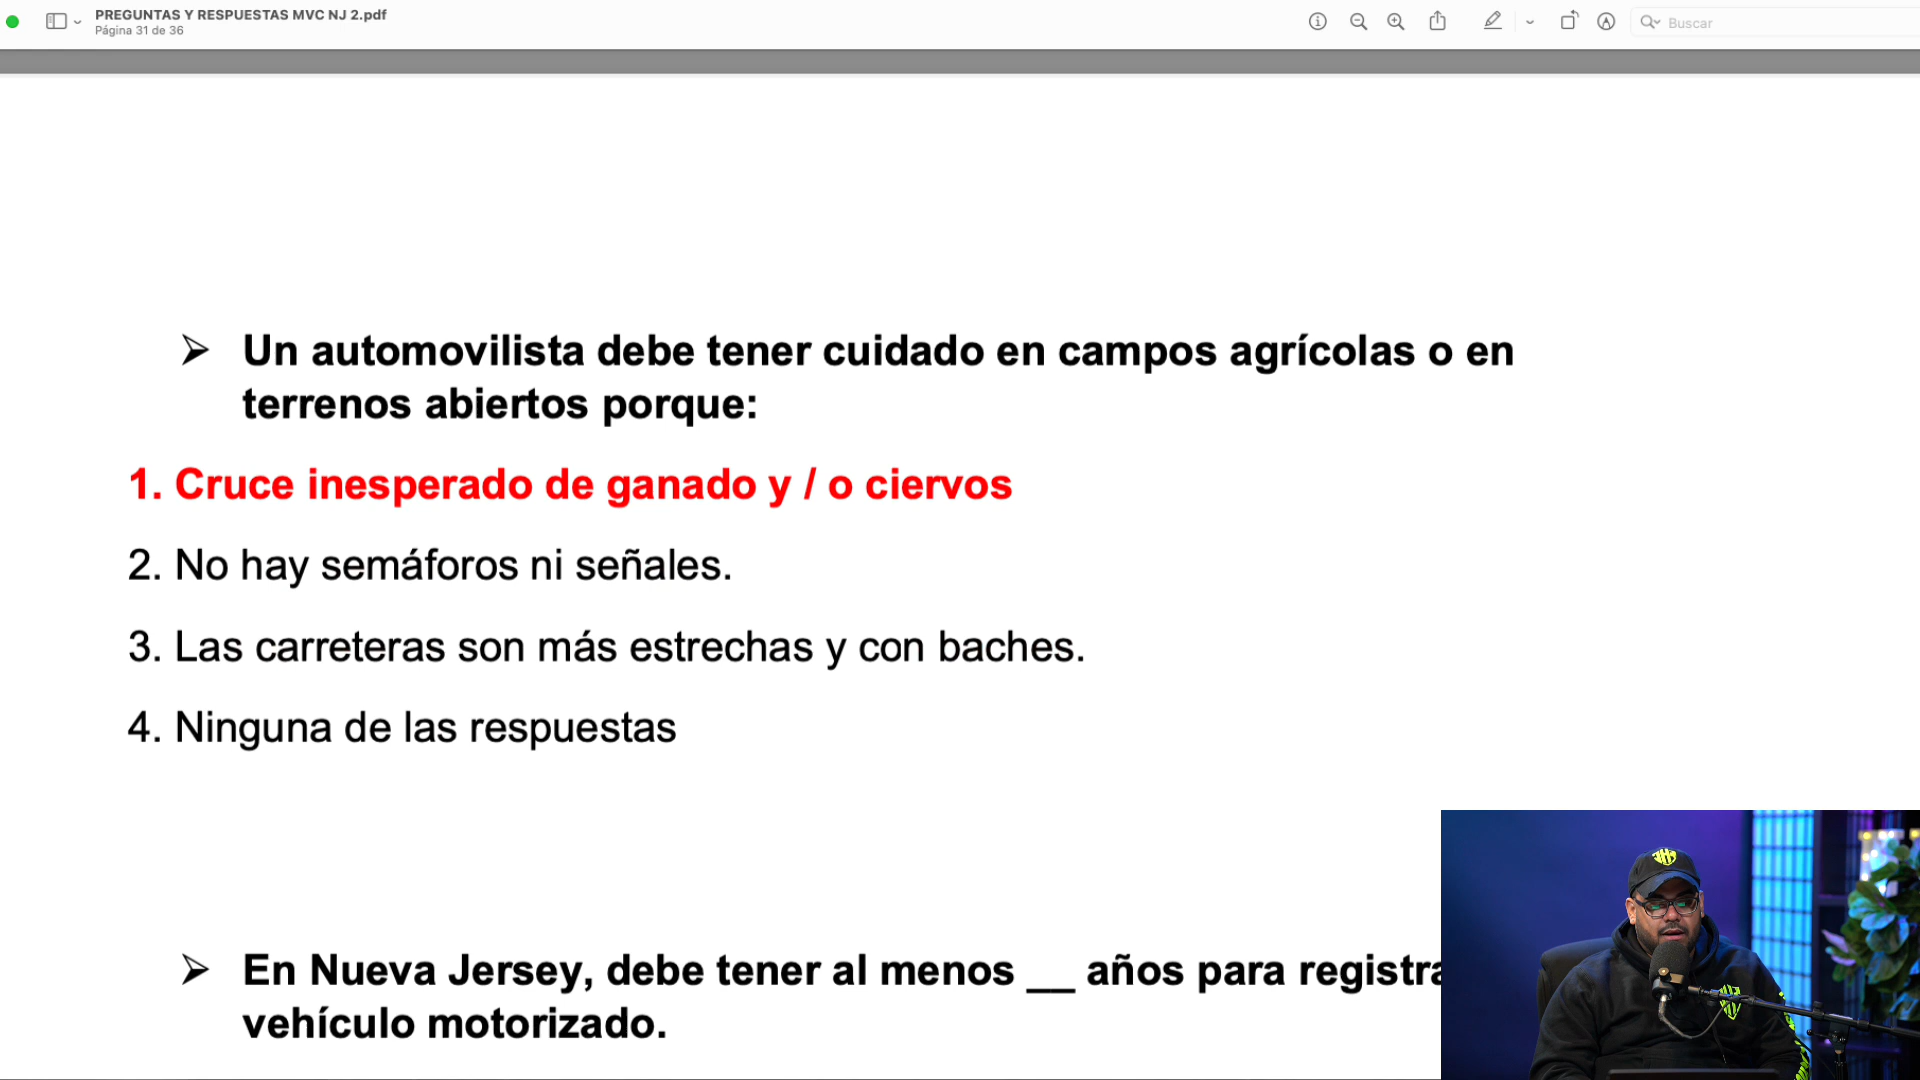 PREGUNTAS Y RESPUESTAS MVC NJ 2.pdf
Página 31 de 36
Buscar
➢ Un automovilista debe tener cuidado en campos agrícolas o en
terrenos abiertos porque:
1. Cruce inesperado de ganado y / o ciervos
2. No hay semáforos ni señales.
3. Las carreteras son más estrechas y con baches.
4. Ninguna de las respuestas
➢ En Nueva Jersey, debe tener al menos __ años para registra
vehículo motorizado.